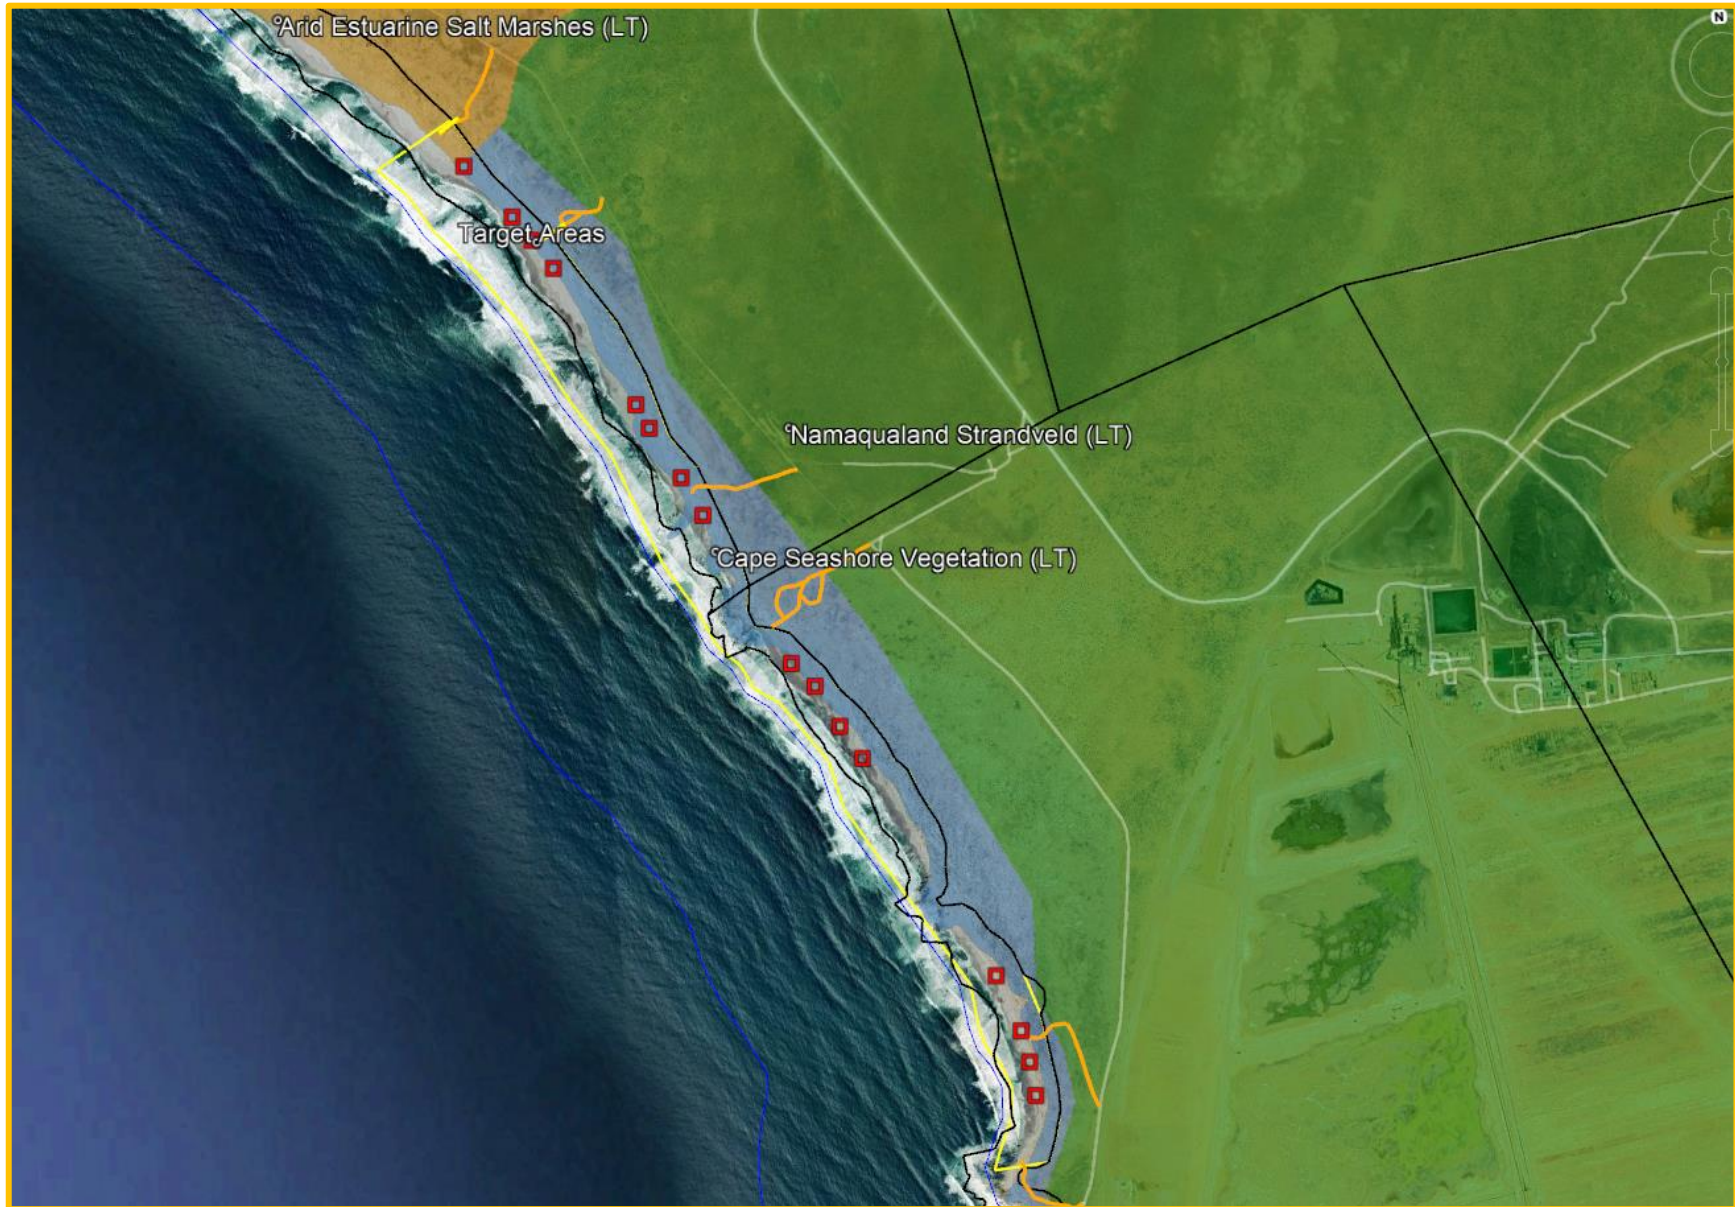 N
Arid Estuarine Salt Marshes (LT)
Target Areas
Namaqualand Strandveld (LT)
Cape Seashore Vegetation (LT)